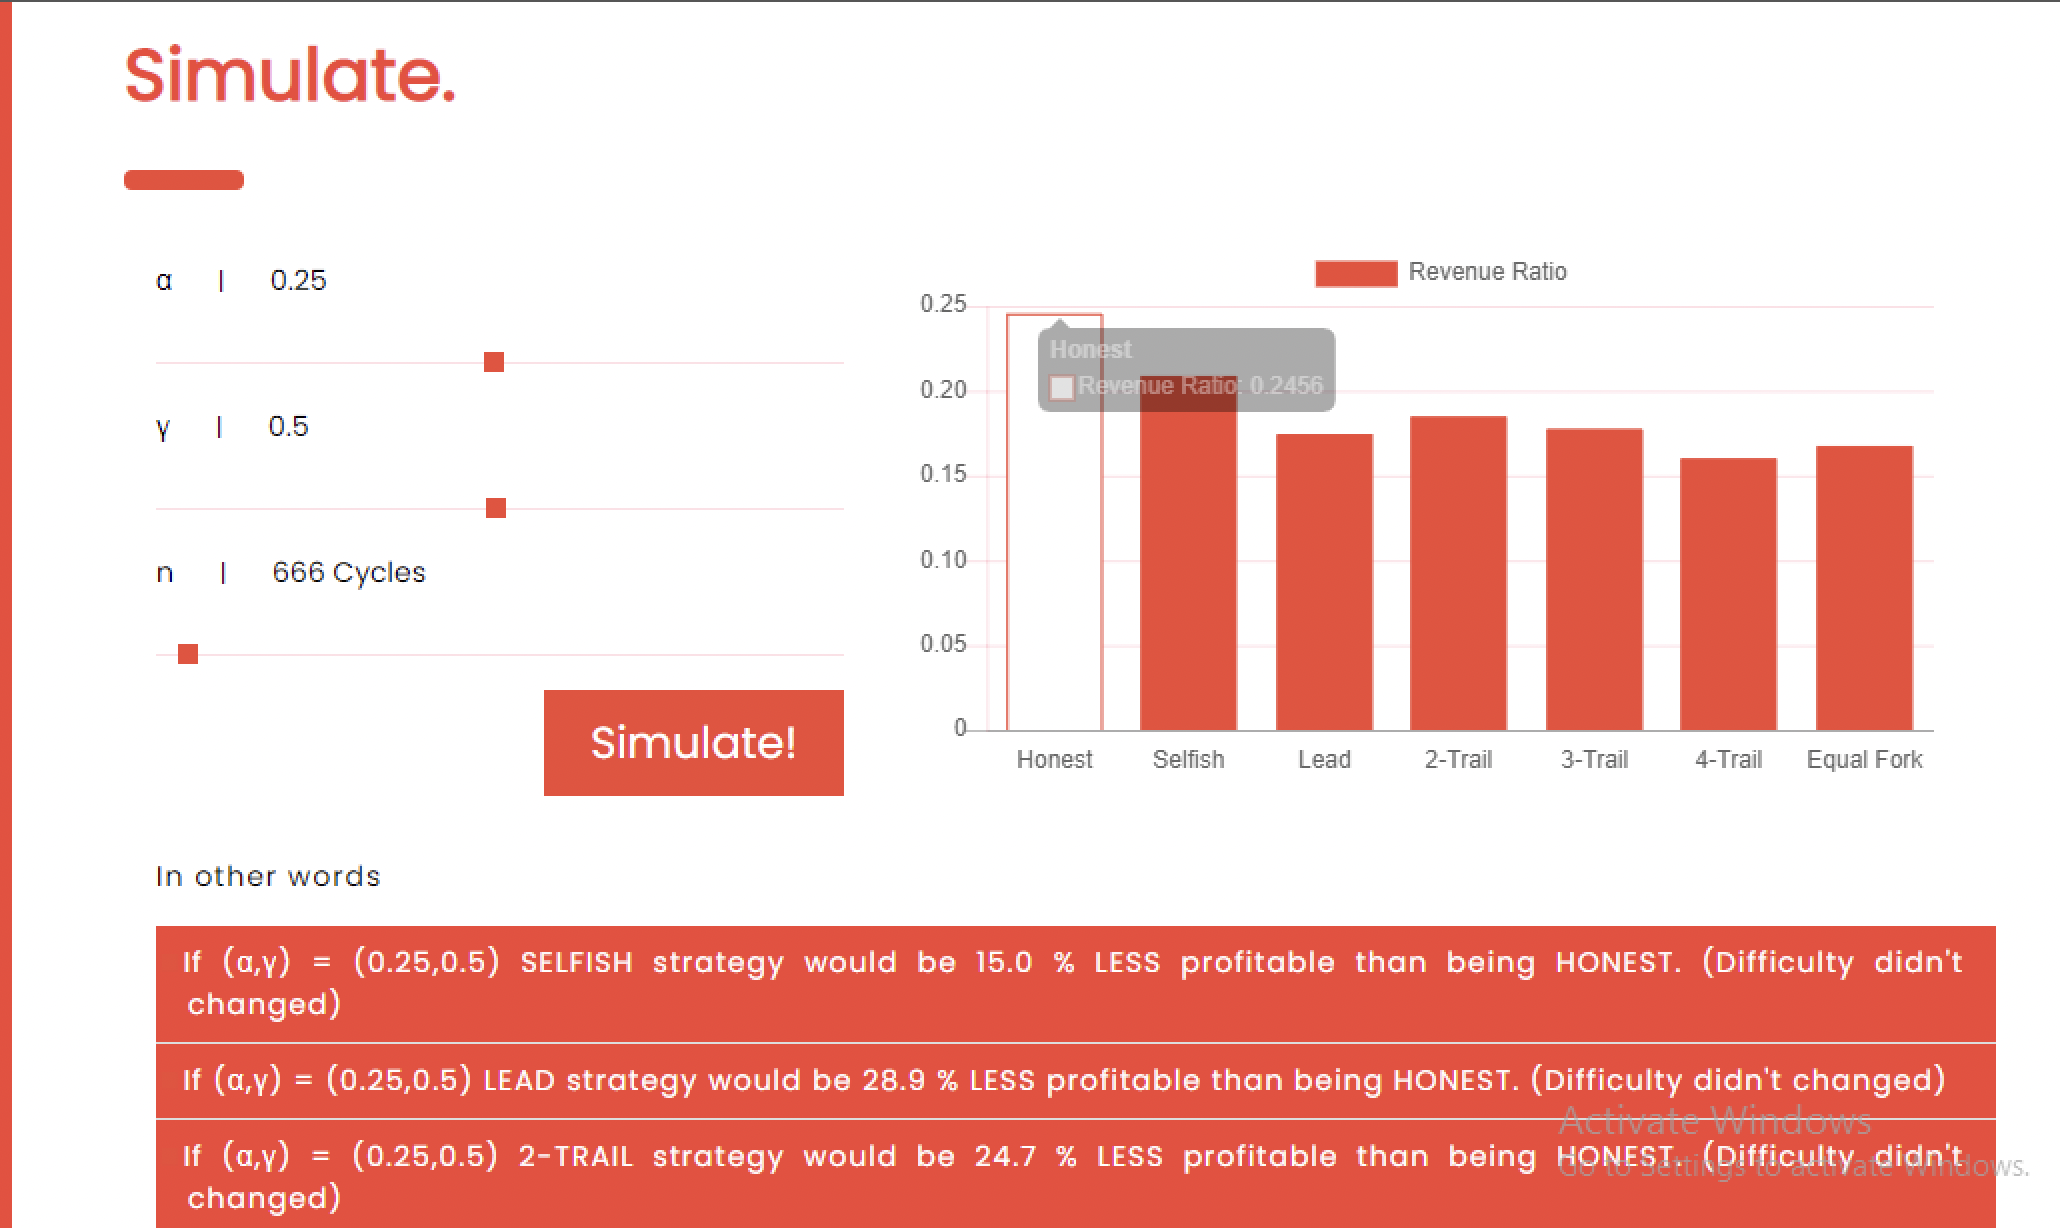 Simulate.
α | 0.25
γ | 0.5
n | 666 Cycles
Simulate!
Revenue Ratio
0.25
0.20
0.15
0.10
0.05
0
Honest
Revenue Ratio: 0.2456
Honest Selfish Lead 2-Trail 3-Trail 4-Trail Equal Fork
In other words
If (α,γ) = (0.25,0.5) SELFISH strategy would be 15.0 % LESS profitable than being HONEST. (Difficulty didn't
changed)
If (α,γ) = (0.25,0.5) LEAD strategy would be 28.9 % LESS profitable than being HONEST. (Difficulty didn't changed)
Activate Windows
If (α,γ) = (0.25,0.5) 2-TRAIL strategy would be 24.7 % LESS profitable than being HONEST. (Difficulty didn't
Go to Settings to activate Windows.
changed)